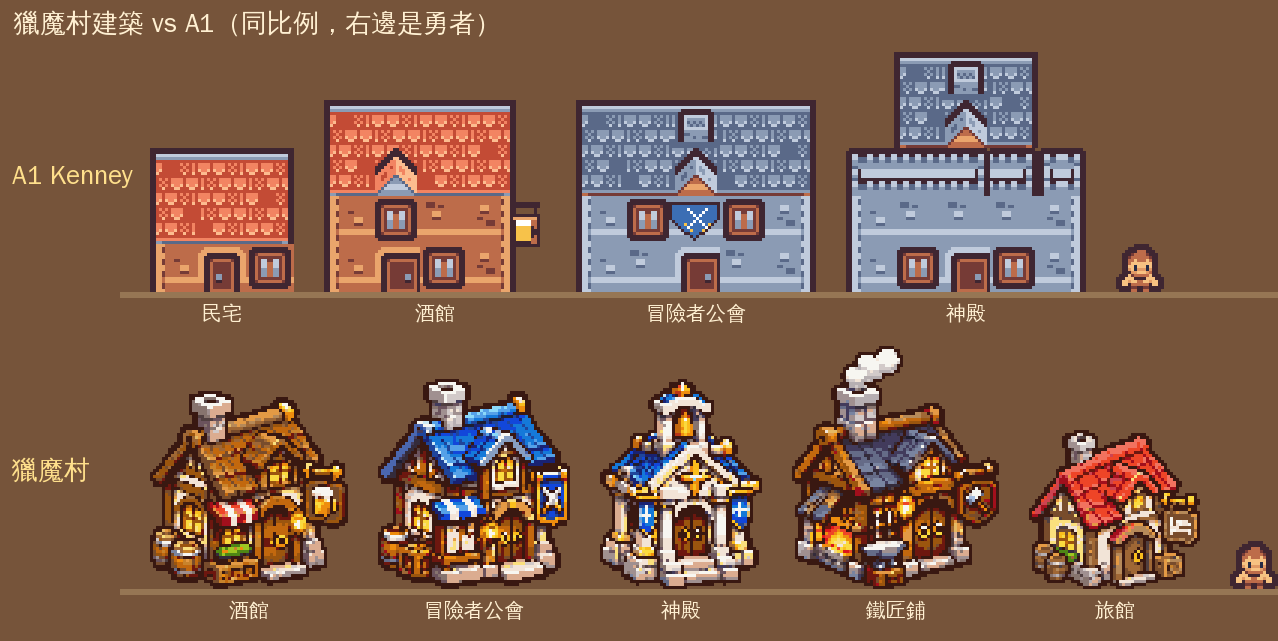 獵魔村建築 vs A1（同比例，右邊是勇者）
A1 Kenney
民宅 酒館 冒險者公會 神殿
獵魔村
酒館 冒險者公會 神殿 鐵匠鋪 旅館